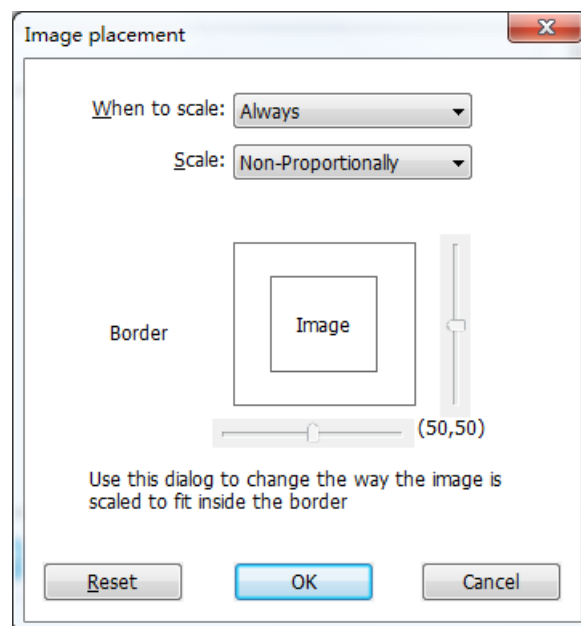 Image placement
When to scale: Always
Scale: Non-Proportionally
Image
Border
(50,50)
Use this dialog to change the way the image is
scaled to fit inside the border
Reset OK Cancel